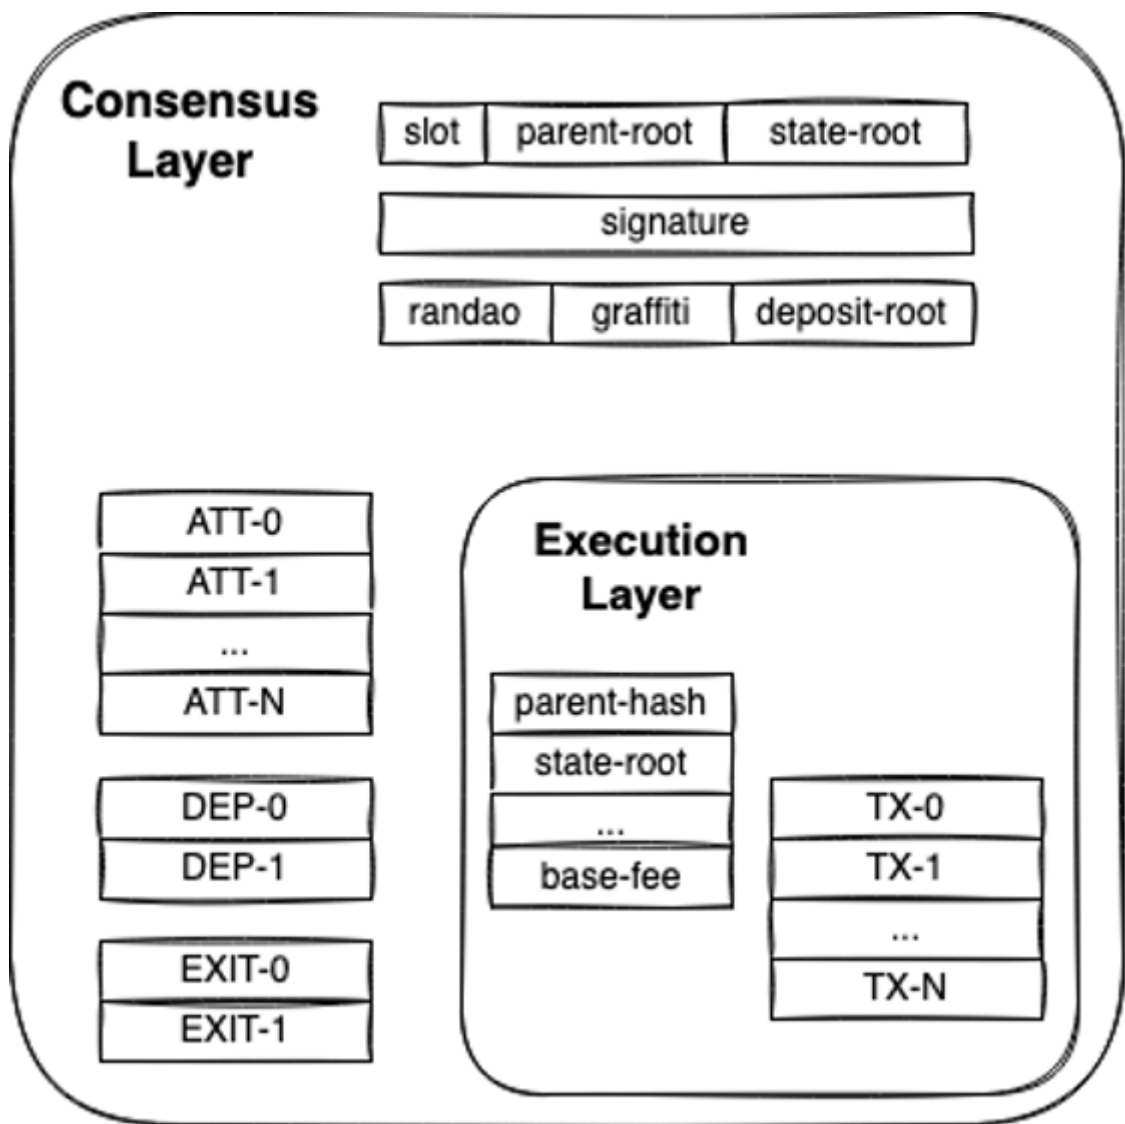 Consensus
Layer
slot parent-root state-root
signature
randao graffiti deposit-root
ATT-0
ATT-1
...
ATT-N
DEP-0
DEP-1
EXIT-0
EXIT-1
Execution
Layer
parent-hash
state-root
...
base-fee
TX-0
TX-1
...
TX-N